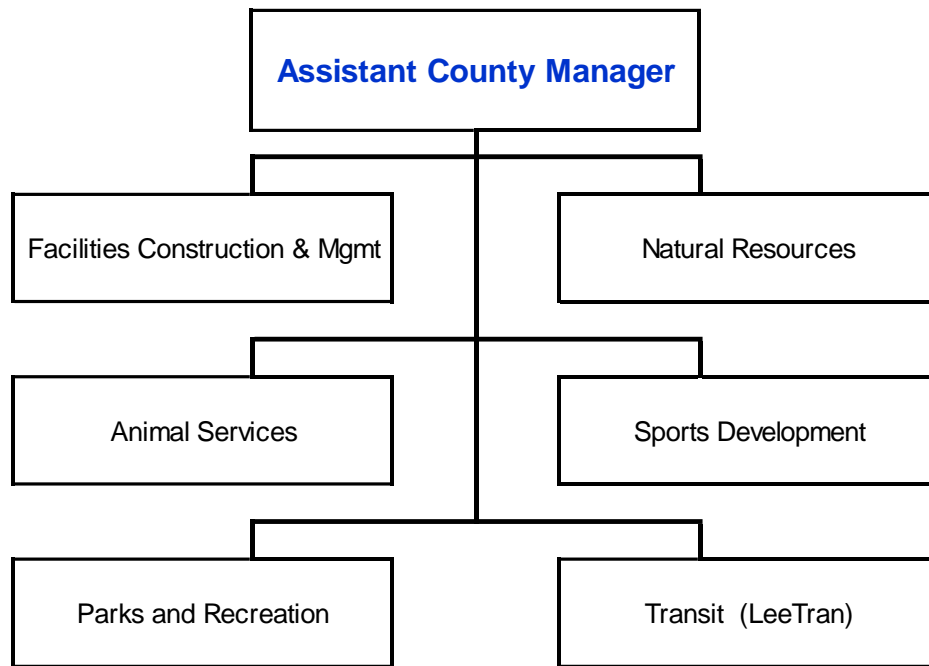 Assistant County Manager
Facilities Construction & Mgmt
Natural Resources
Animal Services
Sports Development
Parks and Recreation
Transit (LeeTran)